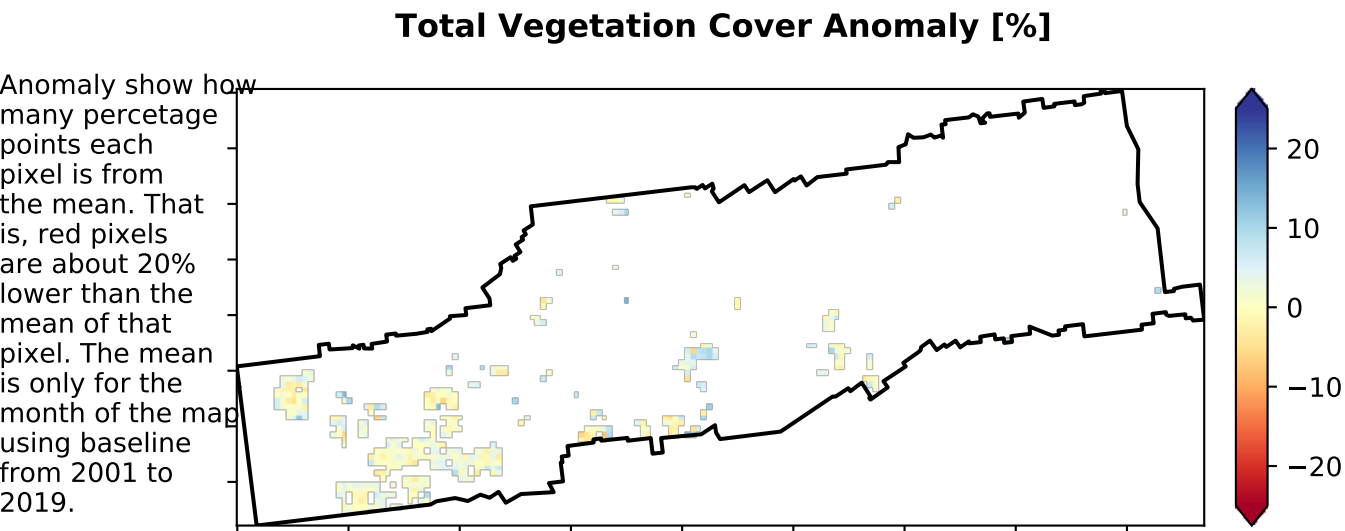 Total Vegetation Cover Anomaly [%]
Anomaly show how
many percetage
points each
pixel is from
the mean. That
is, red pixels
are about 20%
lower than the
mean of that
pixel. The mean
is only for the
month of the map
using baseline
from 2001 to
2019.
20
10
0
−10
−20